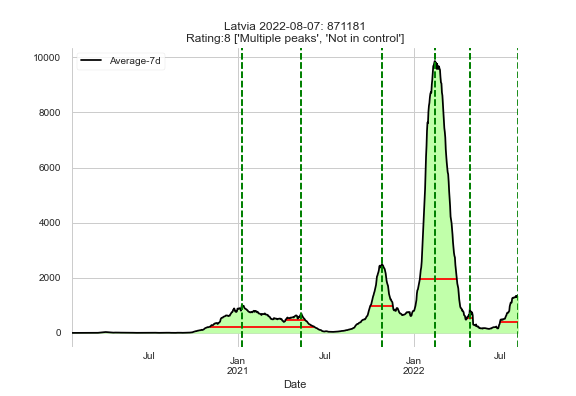 Latvia 2022-08-07: 871181
Rating:8 ['Multiple peaks', 'Not in control']
Average-7d
10000
8000
6000
4000
2000
0
Jul
Jan
2021
Jul
Jan
2022
Jul
Date